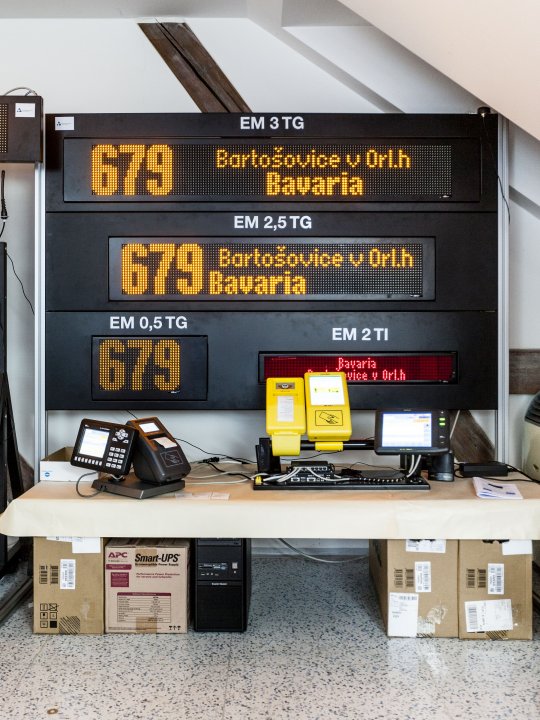 EM 3 TG
679
Bartošovice v Orl.h
Bavaria
EM 2,5 TG
679
Bartošovice v Orl.h
Bavaria
EM 0,5 TG
679
EM 2 TI
Bavaria
vice v Orl.h
APC
Smart-UPS